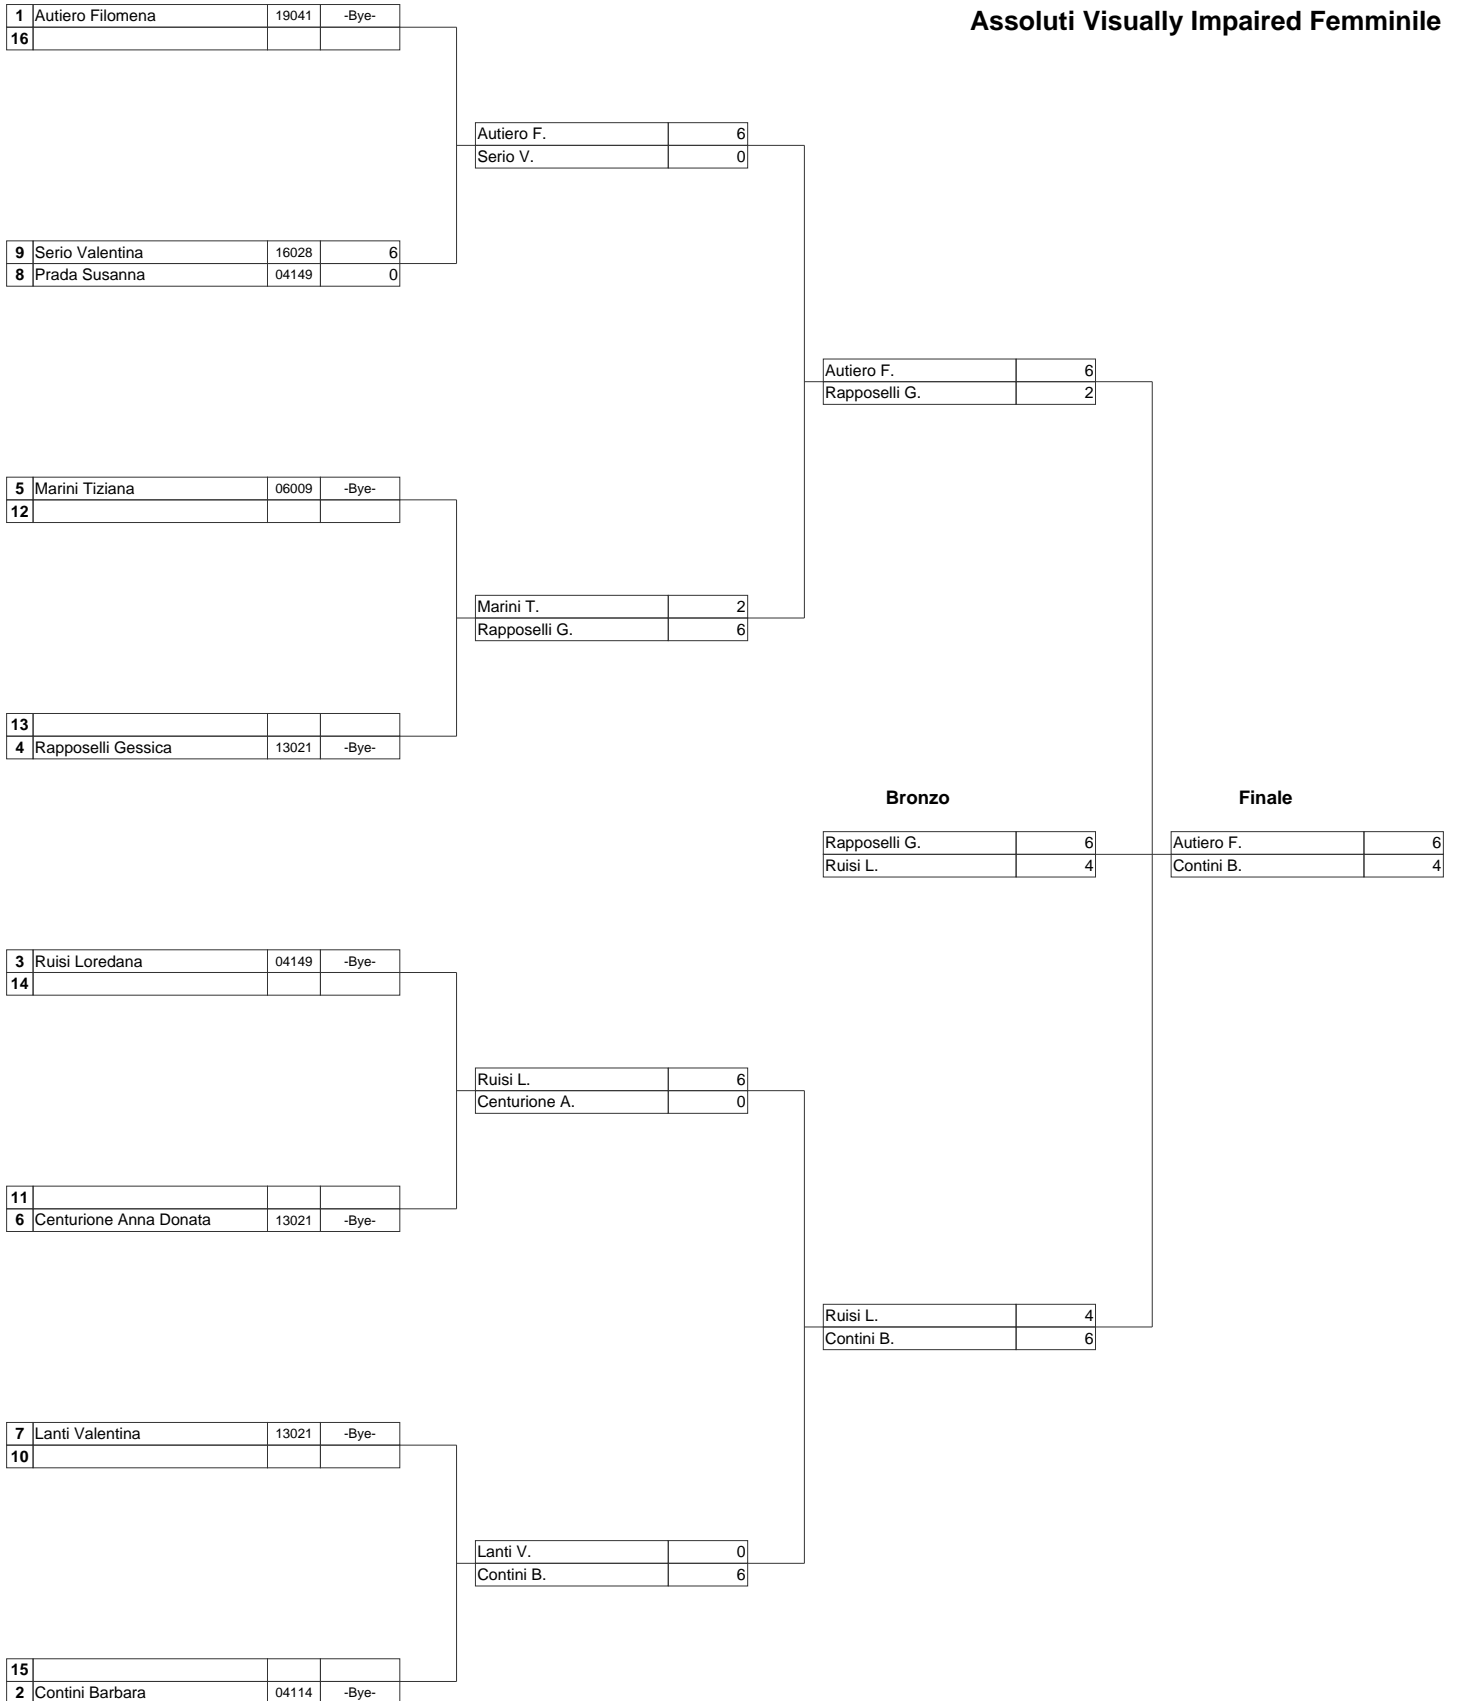 Assoluti Visually Impaired Femminile
1 Autiero Filomena 19041 -Bye-
16
Autiero F. 6
Serio V. 0
9 Serio Valentina 16028 6
8 Prada Susanna 04149 0
Autiero F. 6
Rapposelli G. 2
5 Marini Tiziana 06009 -Bye-
12
Marini T. 2
Rapposelli G. 6
13
4 Rapposelli Gessica 13021 -Bye-
Bronzo Finale
Rapposelli G. 6 Autiero F. 6
Ruisi L. 4 Contini B. 4
3 Ruisi Loredana 04149 -Bye-
14
Ruisi L. 6
Centurione A. 0
11
6 Centurione Anna Donata 13021 -Bye-
Ruisi L. 4
Contini B. 6
7 Lanti Valentina 13021 -Bye-
10
Lanti V. 0
Contini B. 6
15
2 Contini Barbara 04114 -Bye-